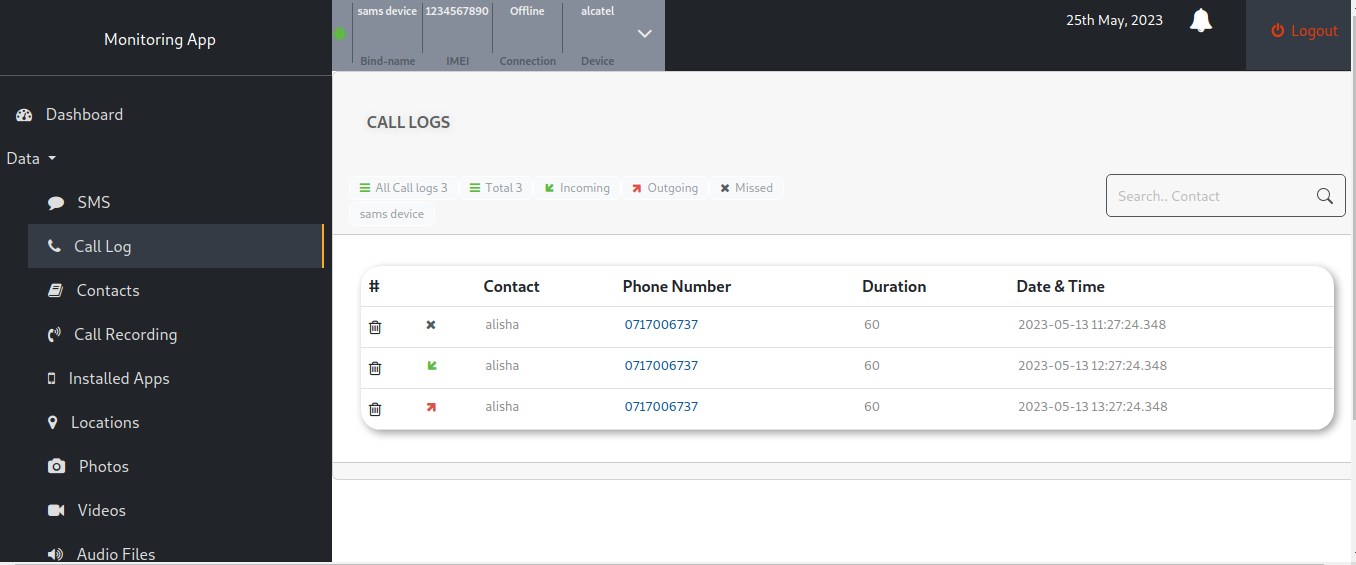 Monitoring App
sams device 1234567890 Offline alcatel
Bind-name IMEI Connection Device
25th May, 2023
Logout
Dashboard
Data
SMS
Call Log
Contacts
Call Recording
Installed Apps
Locations
Photos
Videos
Audio Files
CALL LOGS
All Call logs 3 Total 3 Incoming Outgoing Missed
sams device
Search.. Contact
# Contact Phone Number Duration Date & Time
alisha 0717006737 60 2023-05-13 11:27:24.348
alisha 0717006737 60 2023-05-13 12:27:24.348
alisha 0717006737 60 2023-05-13 13:27:24.348